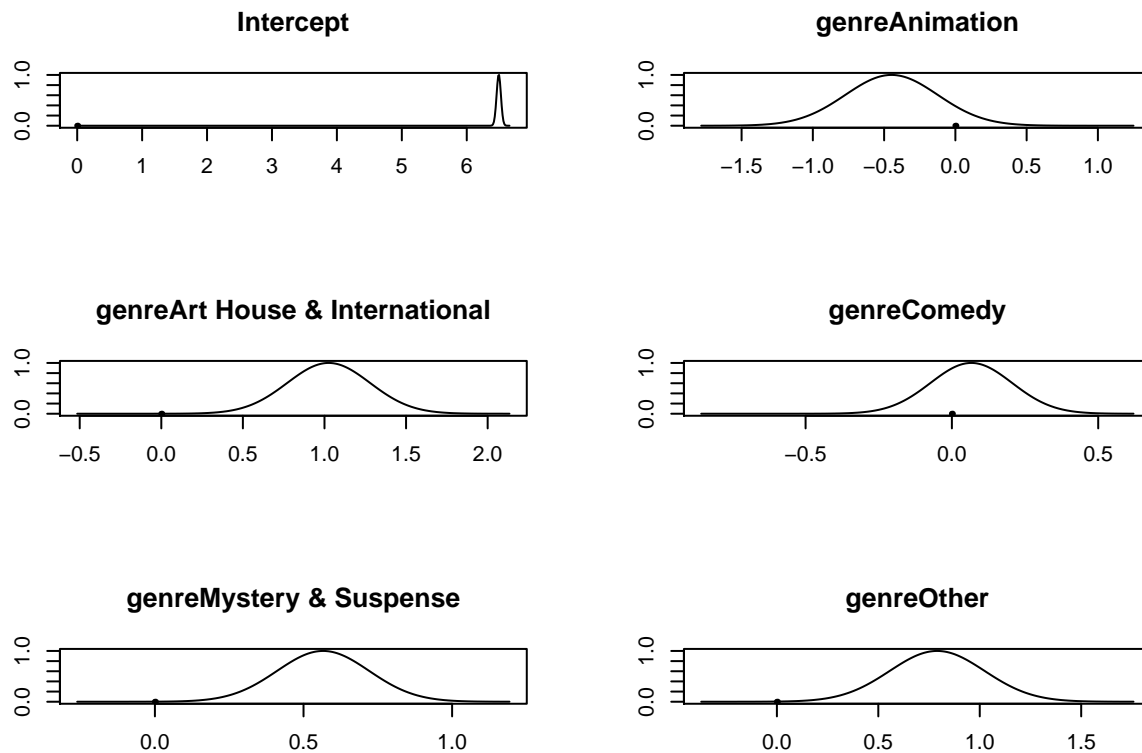 Intercept
0.0 1.0
0 1 2 3 4 5 6
genreAnimation
0.0 1.0
−1.5 −1.0 −0.5 0.0 0.5 1.0
genreArt House & International
0.0 1.0
−0.5 0.0 0.5 1.0 1.5 2.0
genreComedy
0.0 1.0
−0.5 0.0 0.5
genreMystery & Suspense
0.0 1.0
0.0 0.5 1.0
genreOther
0.0 1.0
0.0 0.5 1.0 1.5